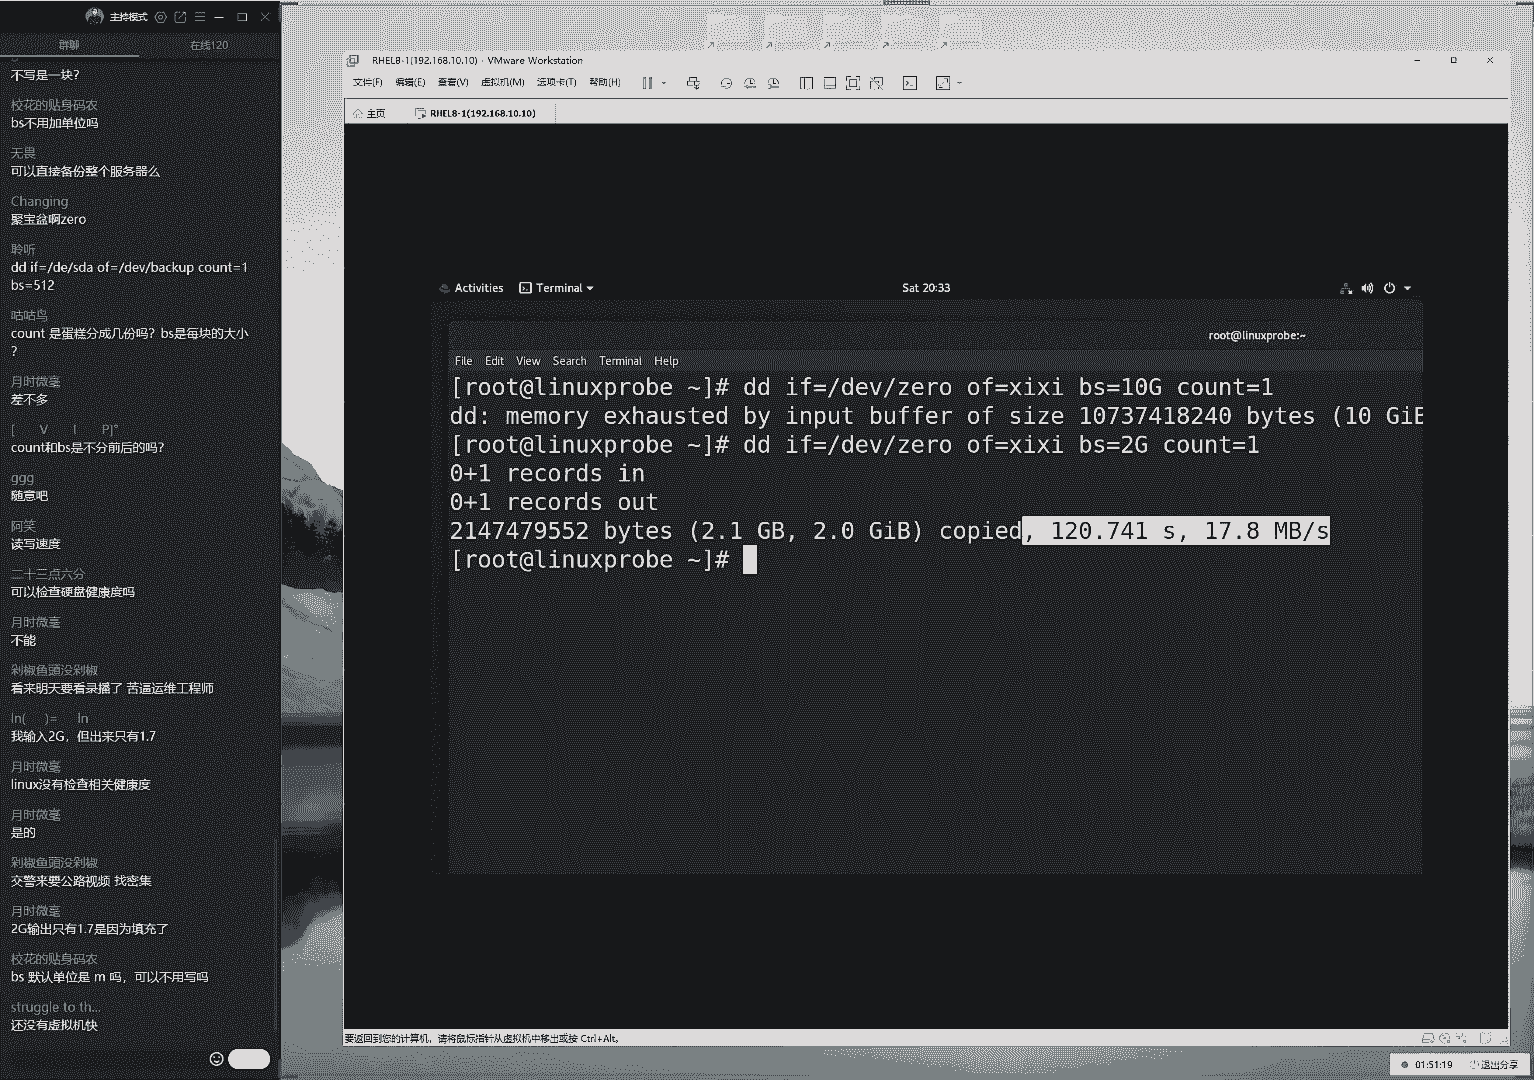 主持模式
群聊 在线120
不写是一块?
校花的贴身码农
bs不用加单位吗
无畏
可以直接备份整个服务器么
Changing
聚宝盆啊zero
聆听
dd if=/de/sda of=/dev/backup count=1
bs=512
咕咕鸟
count 是蛋糕分成几份吗? bs是每块的大小
?
月时微毫
差不多
[ V I P]°
count和bs是不分前后的吗?
ggg
随意吧
阿笑
读写速度
二十三点六分
可以检查硬盘健康度吗
月时微毫
不能
剁椒鱼頭没剁椒
看来明天要看录播了 苦逼运维工程师
ln( )= ln
我输入2G，但出来只有1.7
月时微毫
linux没有检查相关健康度
月时微毫
是的
剁椒鱼頭没剁椒
交警来要公路视频 找密集
月时微毫
2G输出只有1.7是因为填充了
校花的贴身码农
bs 默认单位是 m 吗，可以不用写吗
struggle to th...
还没有虚拟机快
RHEL8-1(192.168.10.10) - VMware Workstation
文件(F) 编辑(E) 查看(V) 虚拟机(M) 选项卡(T) 帮助(H)
主页 RHEL8-1(192.168.10.10)
Activities Terminal Sat 20:33
root@linuxprobe:~
File Edit View Search Terminal Help
[root@linuxprobe ~]# dd if=/dev/zero of=xixi bs=10G count=1
dd: memory exhausted by input buffer of size 10737418240 bytes (10 GiB
[root@linuxprobe ~]# dd if=/dev/zero of=xixi bs=2G count=1
0+1 records in
0+1 records out
2147479552 bytes (2.1 GB, 2.0 GiB) copied, 120.741 s, 17.8 MB/s
[root@linuxprobe ~]#
要返回到您的计算机，请将鼠标指针从虚拟机中移出或按 Ctrl+Alt。
01:51:19 退出分享